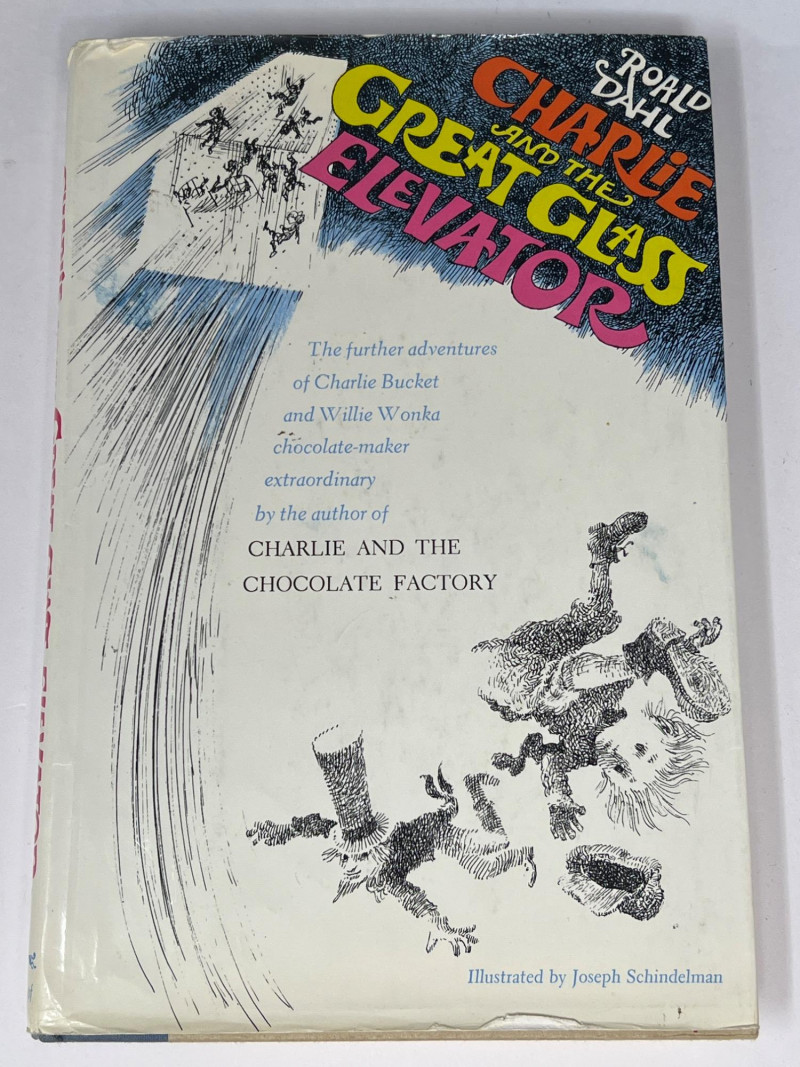 ROALD
DAHL
CHARLIE
AND THE
GREAT GLASS
ELEVATOR
The further adventures
of Charlie Bucket
and Willie Wonka
chocolate-maker
extraordinary
by the author of
CHARLIE AND THE
CHOCOLATE FACTORY
Illustrated by Joseph Schindelman